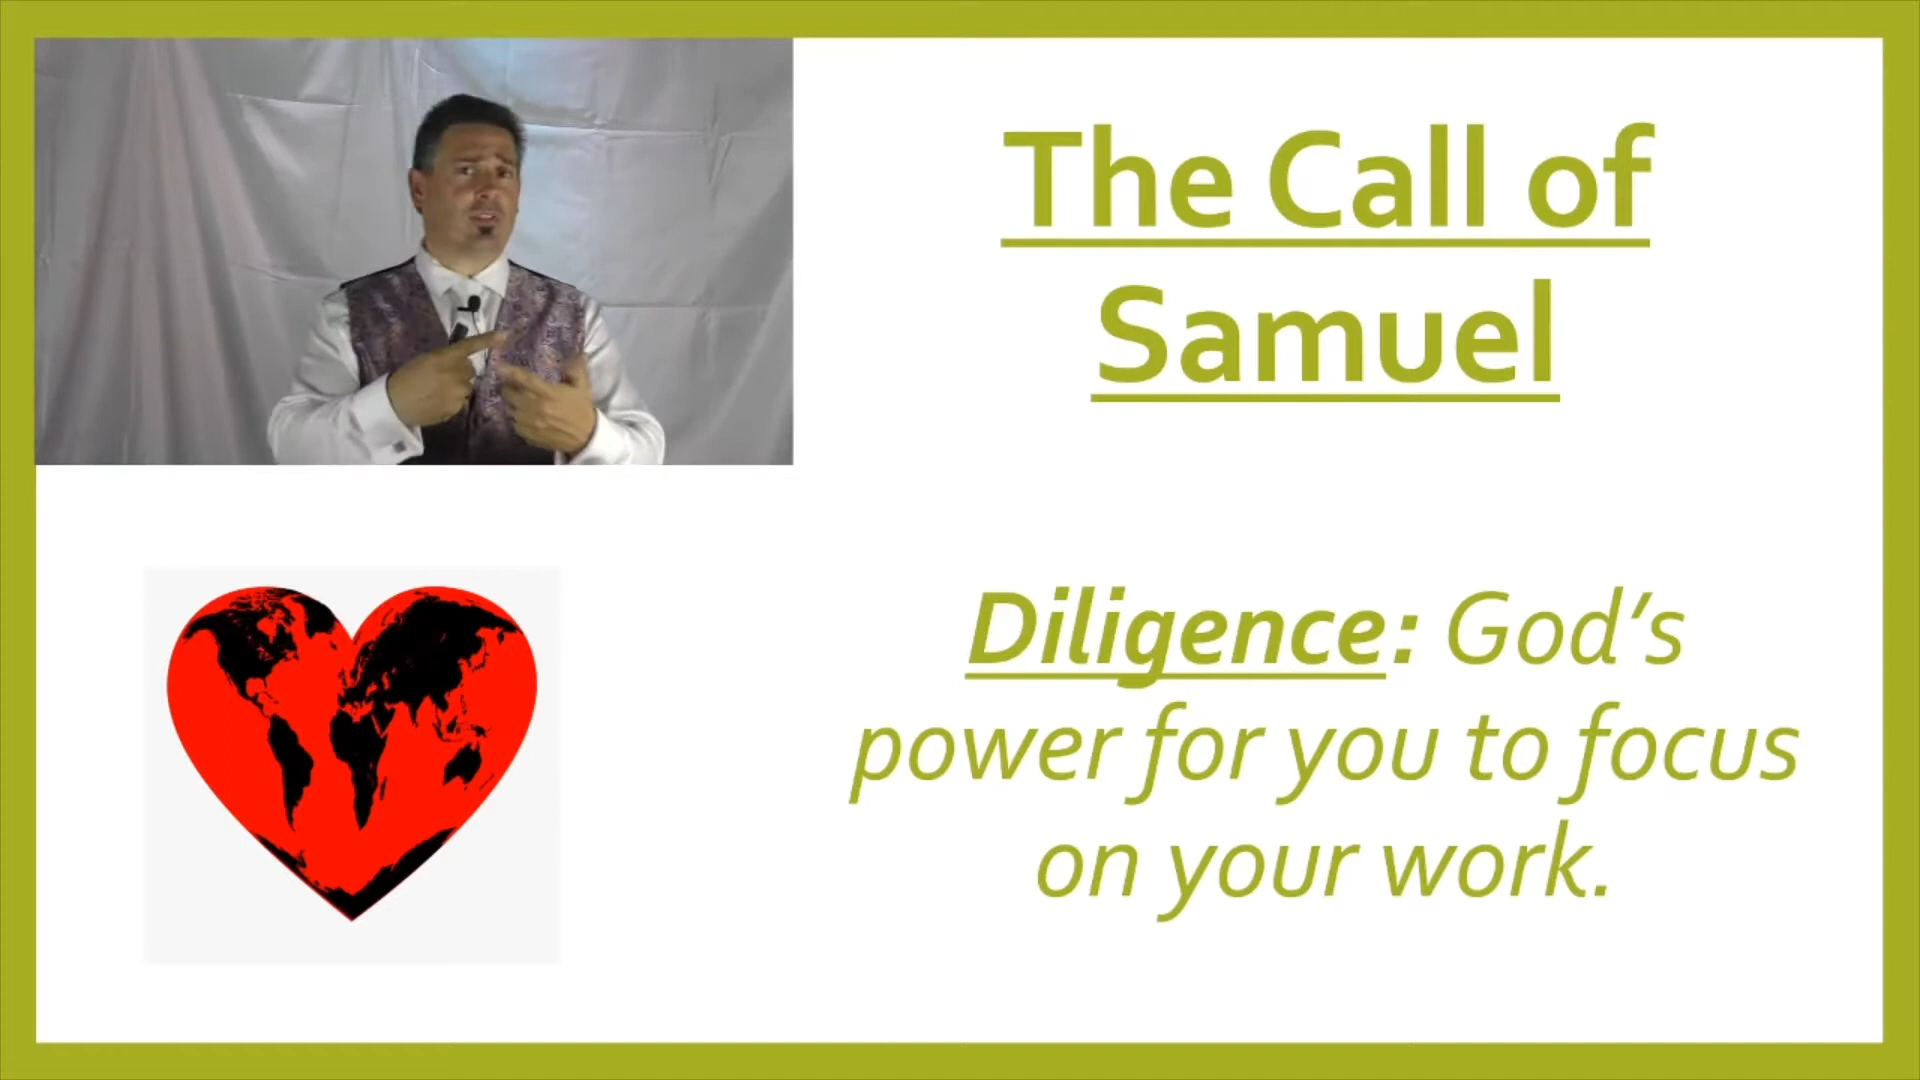 The Call of
Samuel
Diligence: God’s
power for you to focus
on your work.